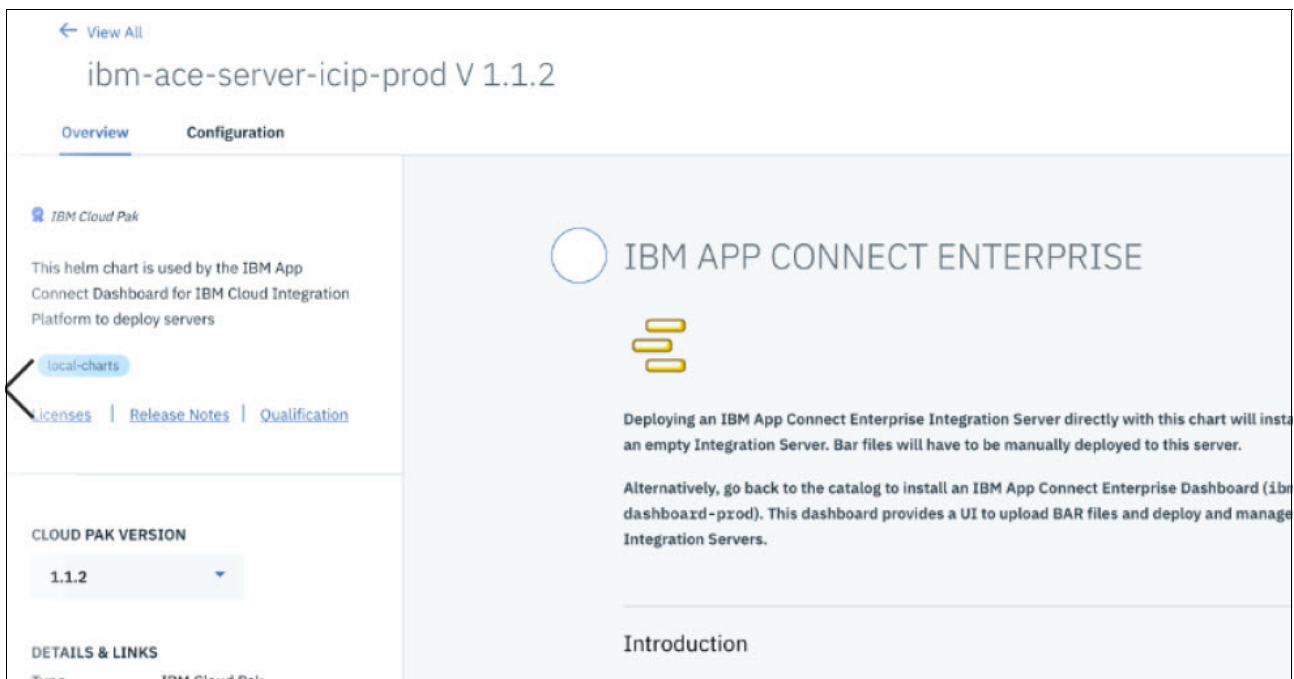 ← View All
ibm-ace-server-icip-prod V 1.1.2
Overview
Configuration
IBM Cloud Pak
This helm chart is used by the IBM App
Connect Dashboard for IBM Cloud Integration
Platform to deploy servers
local-charts
Licenses | Release Notes | Qualification
CLOUD PAK VERSION
1.1.2
DETAILS & LINKS
IBM APP CONNECT ENTERPRISE
Deploying an IBM App Connect Enterprise Integration Server directly with this chart will
an empty Integration Server. Bar files will have to be manually deployed to this server.
Alternatively, go back to the catalog to install an IBM App Connect Enterprise Dashboard
dashboard-prod). This dashboard provides a UI to upload BAR files and deploy and manage
Integration Servers.
Introduction